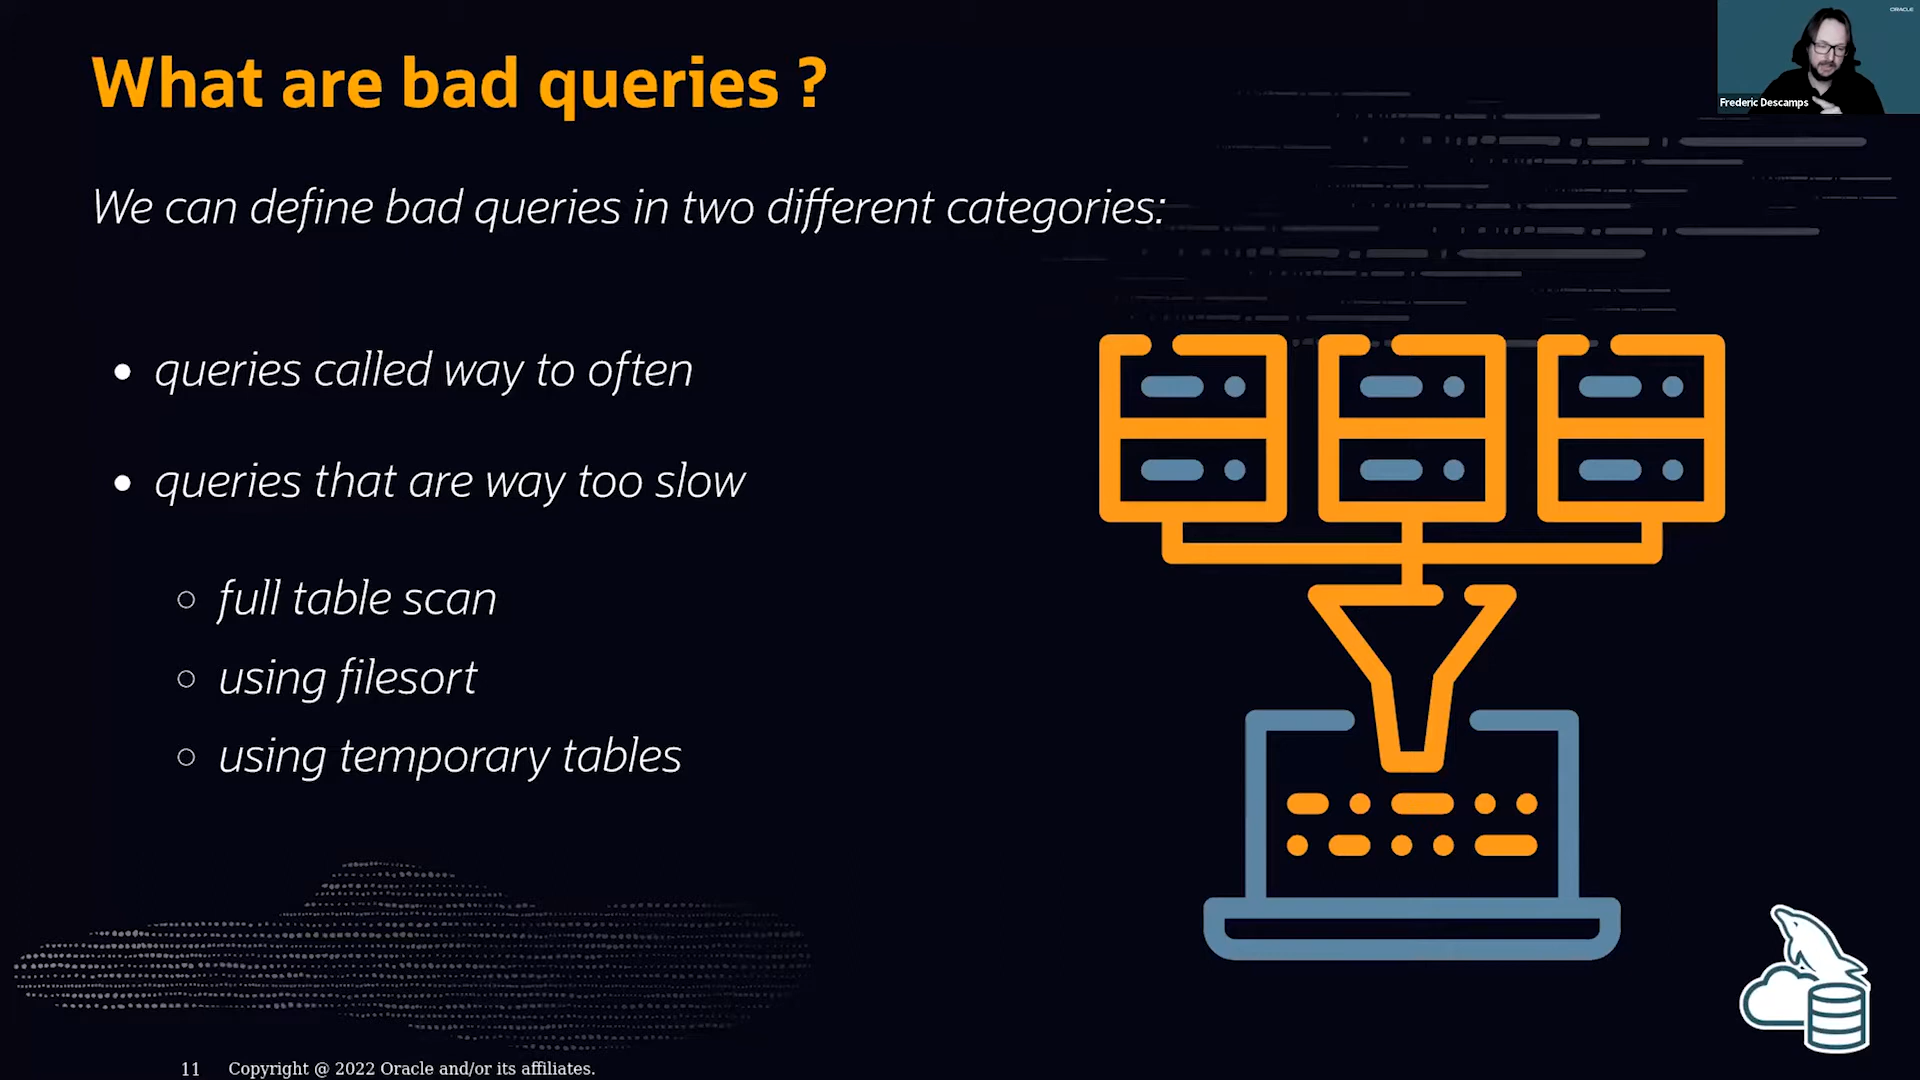 What are bad queries ?
ORACLE
Frederic Descamps
We can define bad queries in two different categories:
queries called way to often
queries that are way too slow
full table scan
using filesort
using temporary tables
11 Copyright @ 2022 Oracle and/or its affiliates.